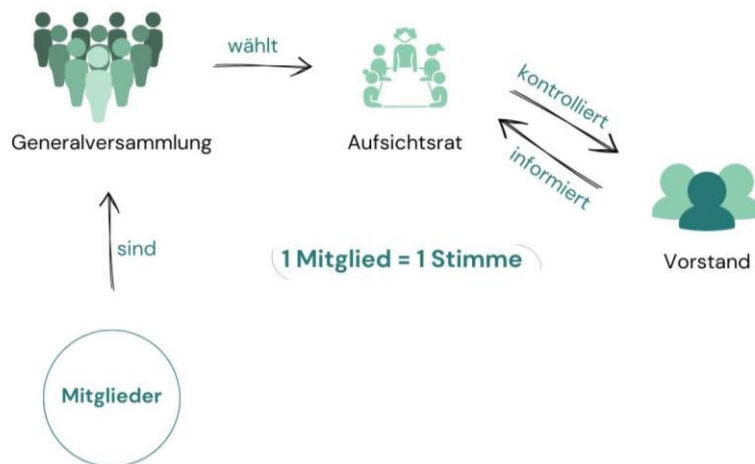 wählt
Generalversammlung
Aufsichtsrat
kontrolliert
informiert
Vorstand
sind
1 Mitglied = 1 Stimme
Mitglieder